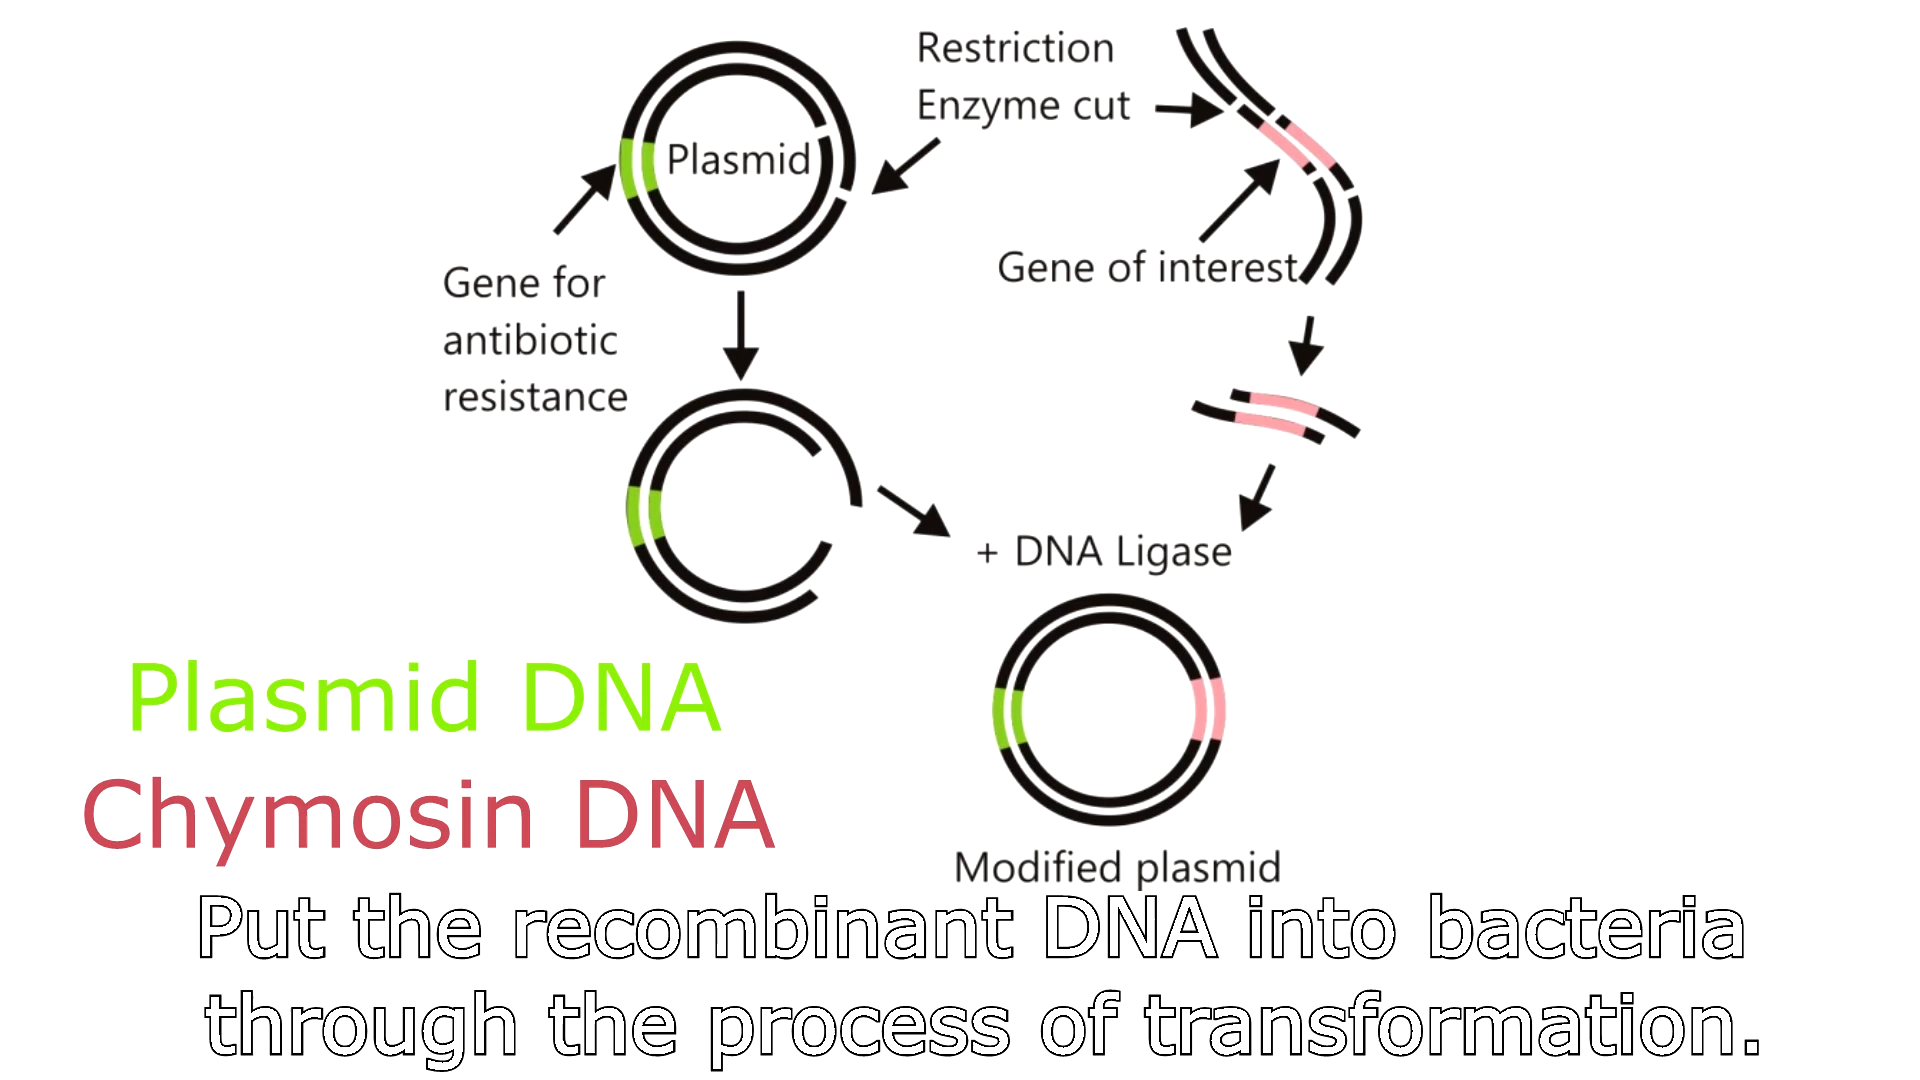 Restriction
Enzyme cut
Plasmid
Gene of interest
Gene for
antibiotic
resistance
+ DNA Ligase
Plasmid DNA
Chymosin DNA
Modified plasmid
Put the recombinant DNA into bacteria
through the process of transformation.